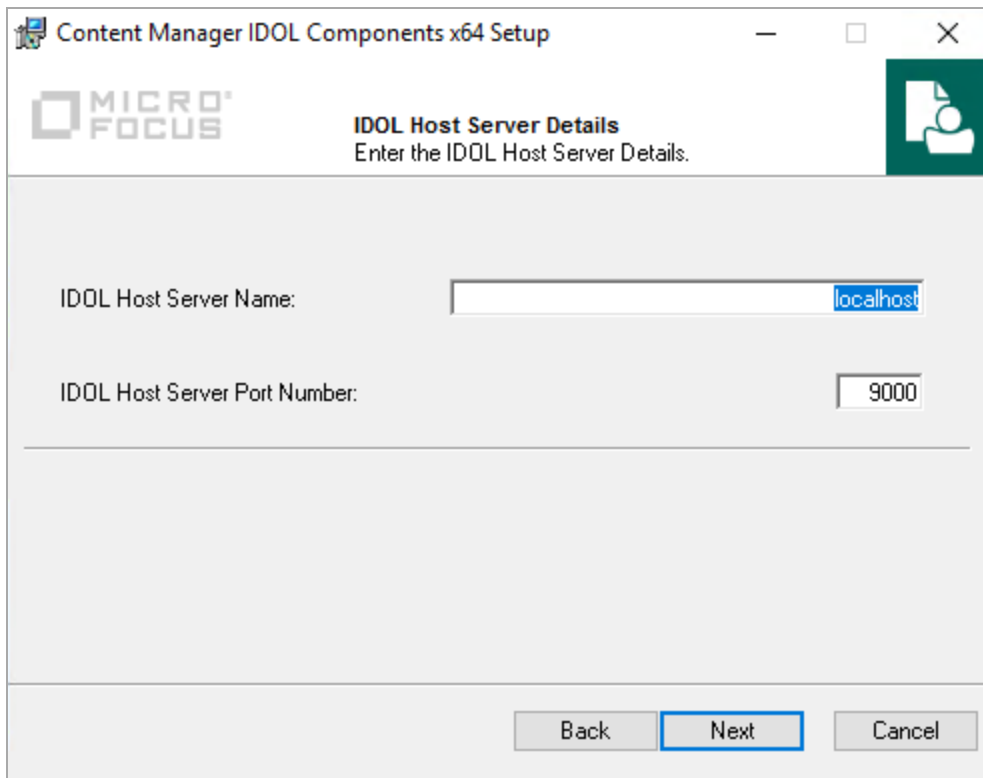 Content Manager IDOL Components x64 Setup
MICRO
FOCUS
IDOL Host Server Details
Enter the IDOL Host Server Details.
IDOL Host Server Name:
localhost
IDOL Host Server Port Number:
9000
Back
Next
Cancel